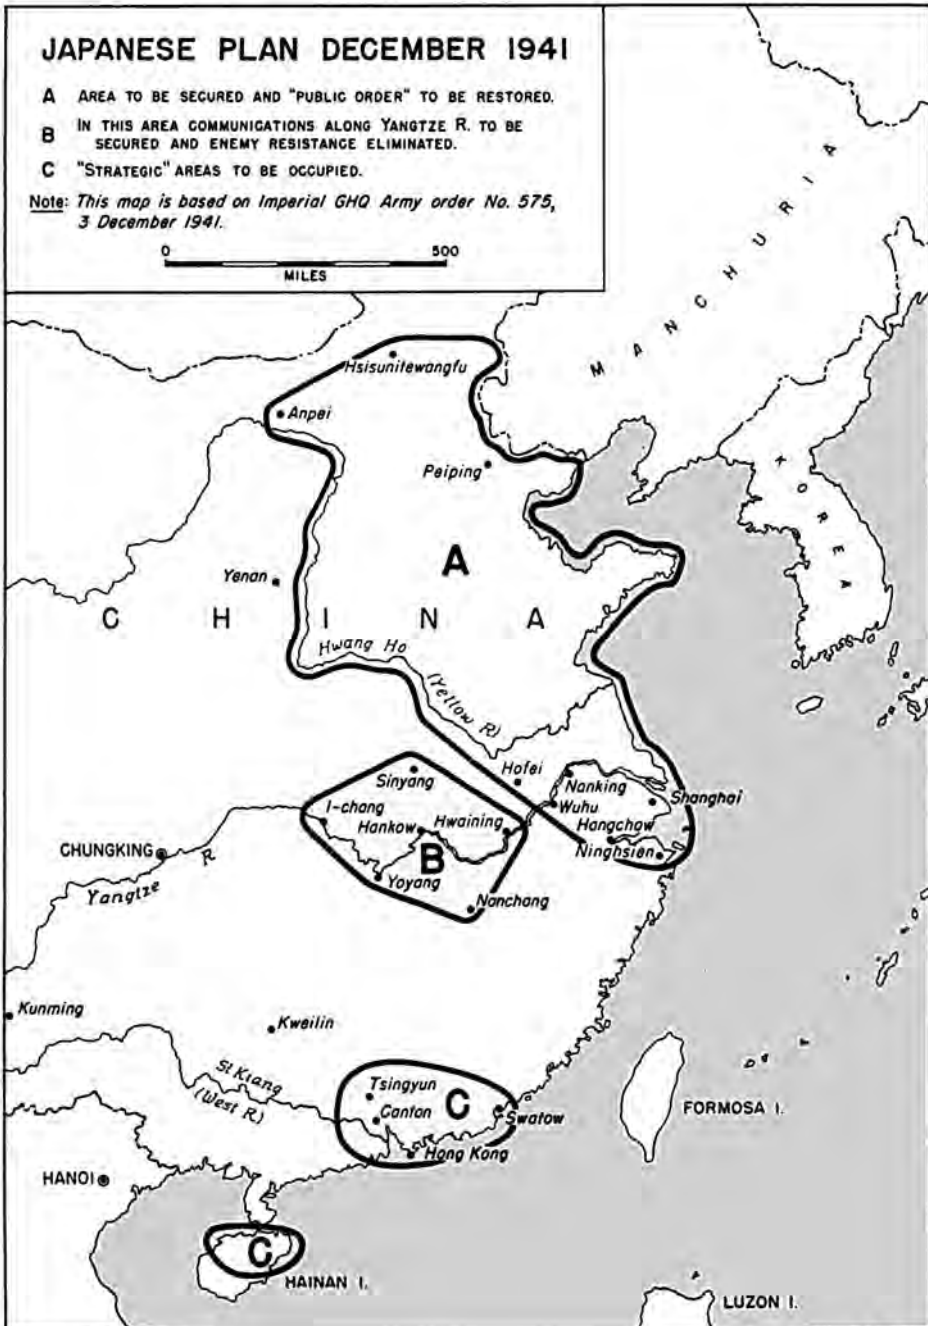 JAPANESE PLAN DECEMBER 1941
A AREA TO BE SECURED AND "PUBLIC ORDER" TO BE RESTORED.
B IN THIS AREA COMMUNICATIONS ALONG YANGTZE R. TO BE
SECURED AND ENEMY RESISTANCE ELIMINATED.
C "STRATEGIC" AREAS TO BE OCCUPIED.
Note: This map is based on Imperial GHQ Army order No. 575,
3 December 1941.
0 500
MILES
MANCHURIA
Hsisunitewangfu
Anpei
Peiping
KOREA
A
Yenan
CHINA
Hwang Ho
(Yellow R)
Hofei
Sinyang
Nanking
I-chang
Wuhu
Shanghai
Hankow
Hwaining
Hangchow
CHUNGKING
B
Ninghsien
Yangtze R
Yoyang
Nanchang
Kunming
Kweilin
Si Kiang
(West R)
Tsingyun
C
Canton
Swatow
FORMOSA I.
Hong Kong
HANOI
C
HAINAN I.
LUZON I.